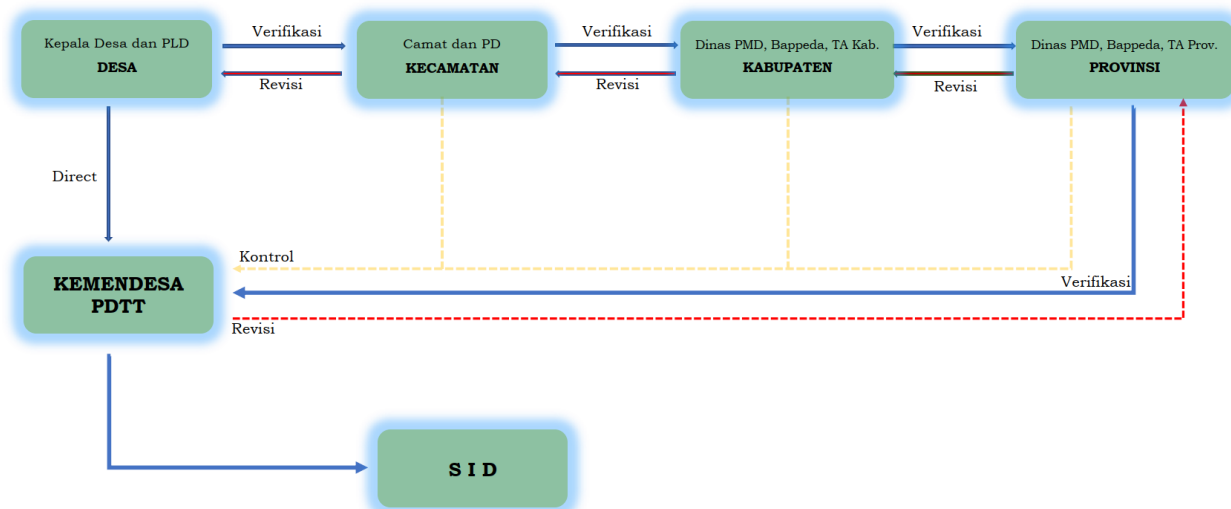 Kepala Desa dan PLD
DESA
Verifikasi
Revisi
Camat dan PD
KECAMATAN
Verifikasi
Revisi
Dinas PMD, Bappeda, TA Kab.
KABUPATEN
Verifikasi
Revisi
Dinas PMD, Bappeda, TA Prov.
PROVINSI
Direct
KEMENDESA
PDTT
Kontrol
Verifikasi
Revisi
S I D